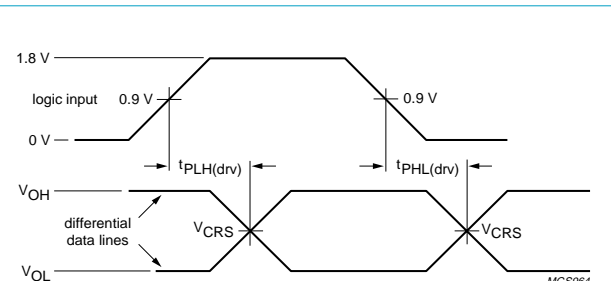 1.8 V
logic input
0.9 V
0.9 V
0 V
tPLH(drv)
tPHL(drv)
VOH
differential
data lines
VCRS
VCRS
VOL